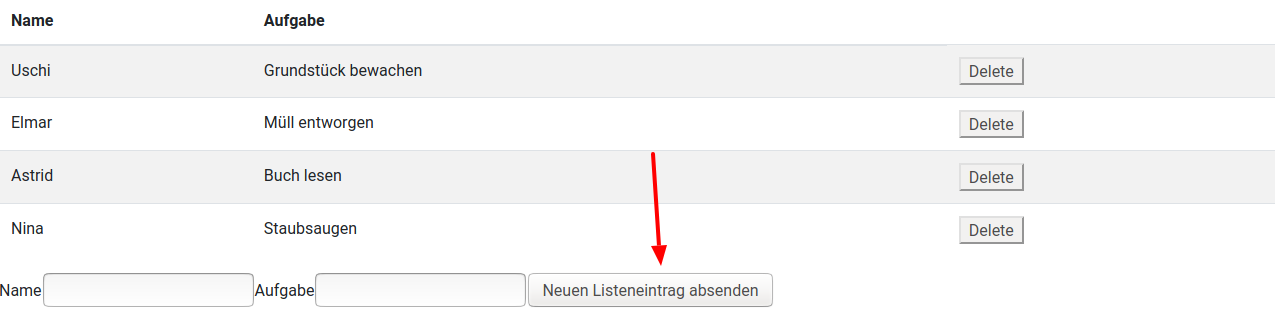 Name Aufgabe
Uschi Grundstück bewachen Delete
Elmar Müll entworgen Delete
Astrid Buch lesen Delete
Nina Staubsaugen Delete
Name Aufgabe Neuen Listeneintrag absenden